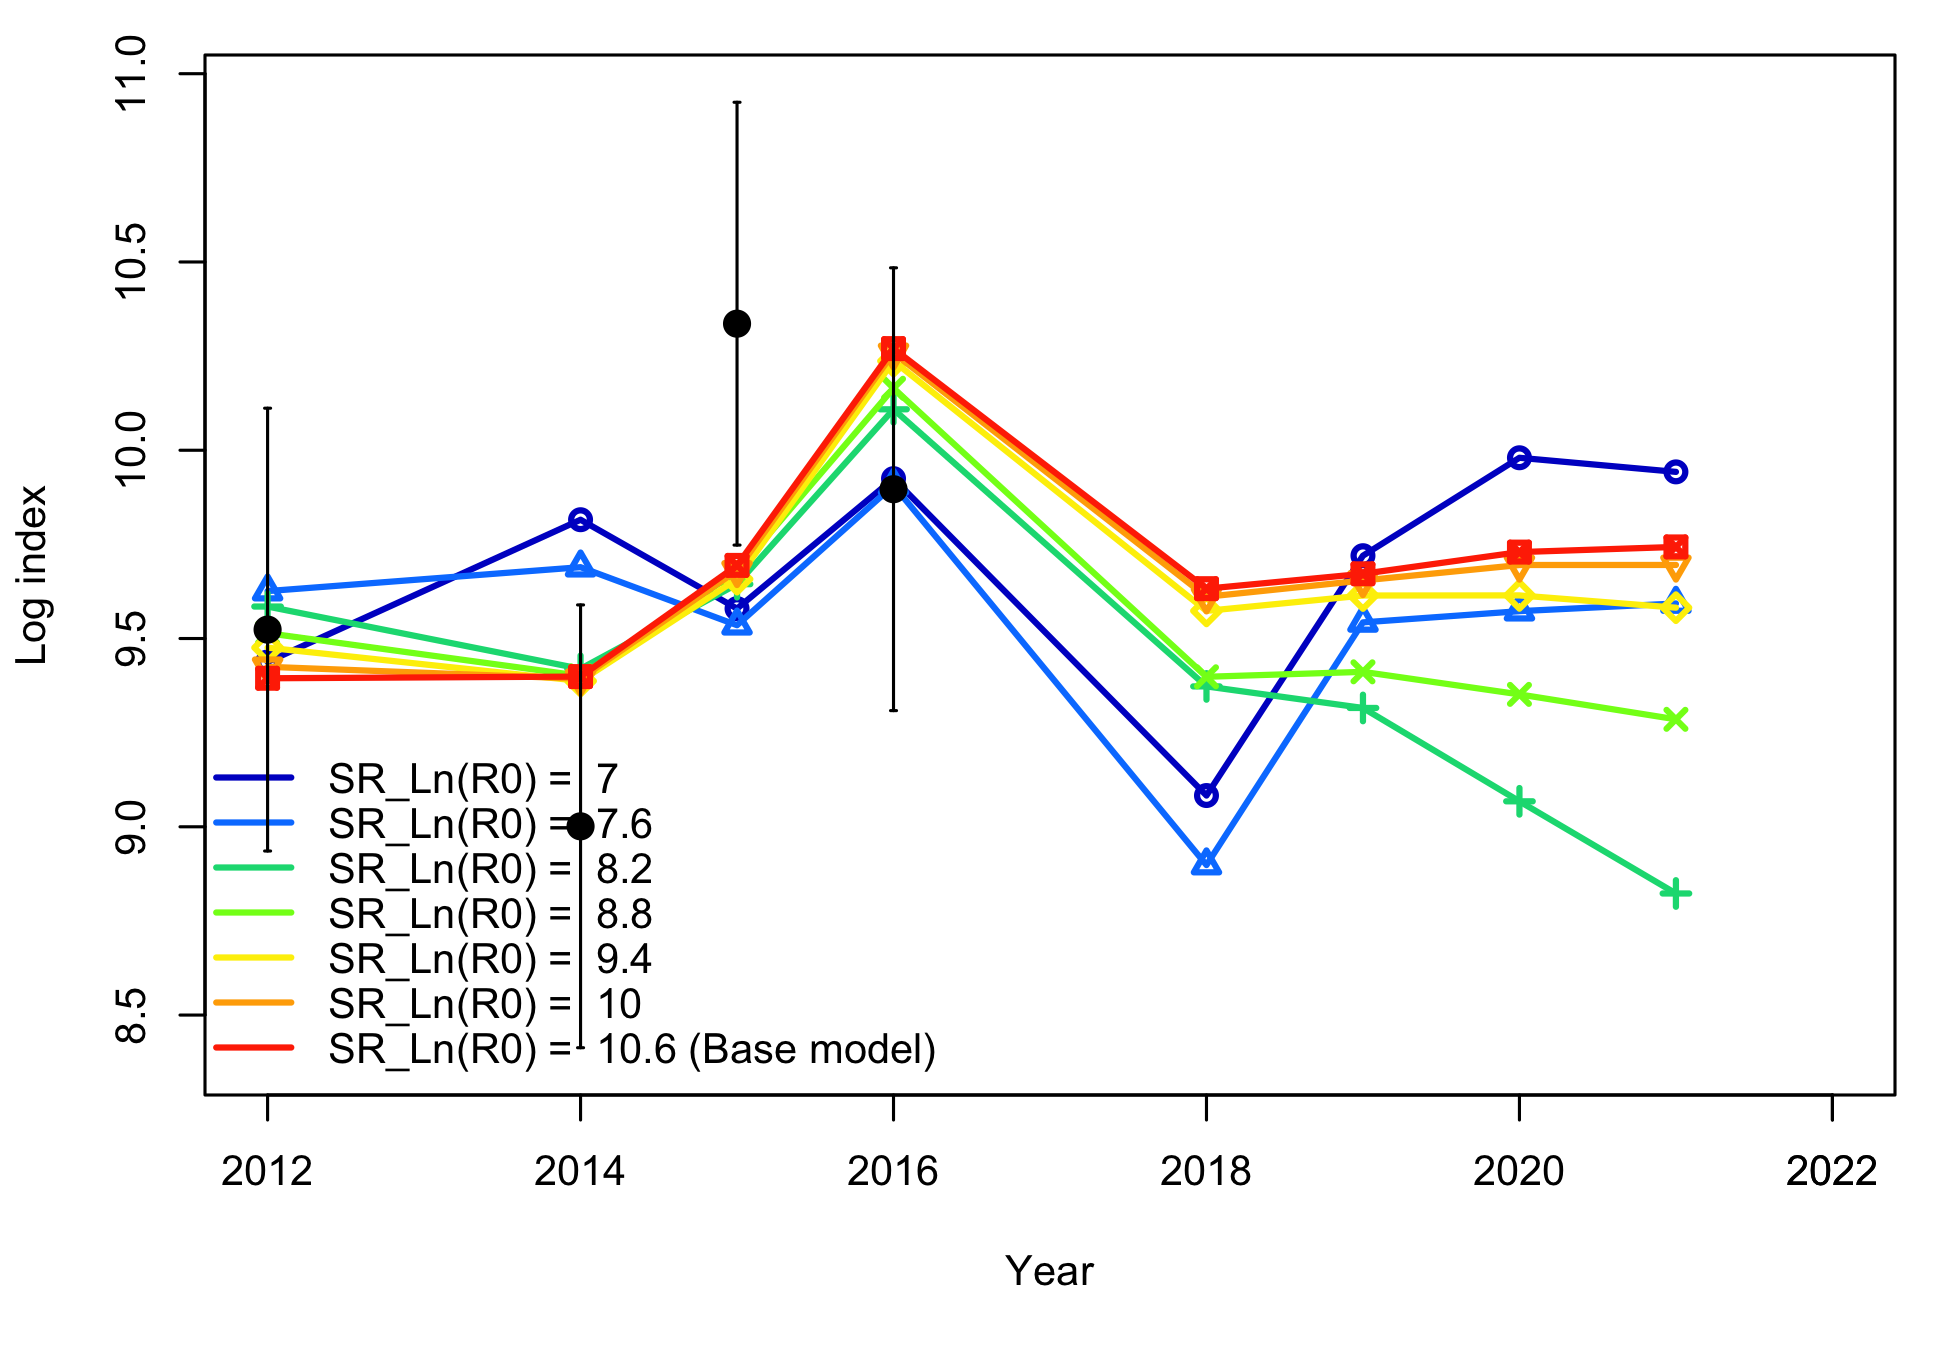 11.0
10.5
10.0
9.5
9.0
8.5
Log index
SR_Ln(R0) = 7
SR_Ln(R0) = 7.6
SR_Ln(R0) = 8.2
SR_Ln(R0) = 8.8
SR_Ln(R0) = 9.4
SR_Ln(R0) = 10
SR_Ln(R0) = 10.6 (Base model)
2012 2014 2016 2018 2020 2022
Year